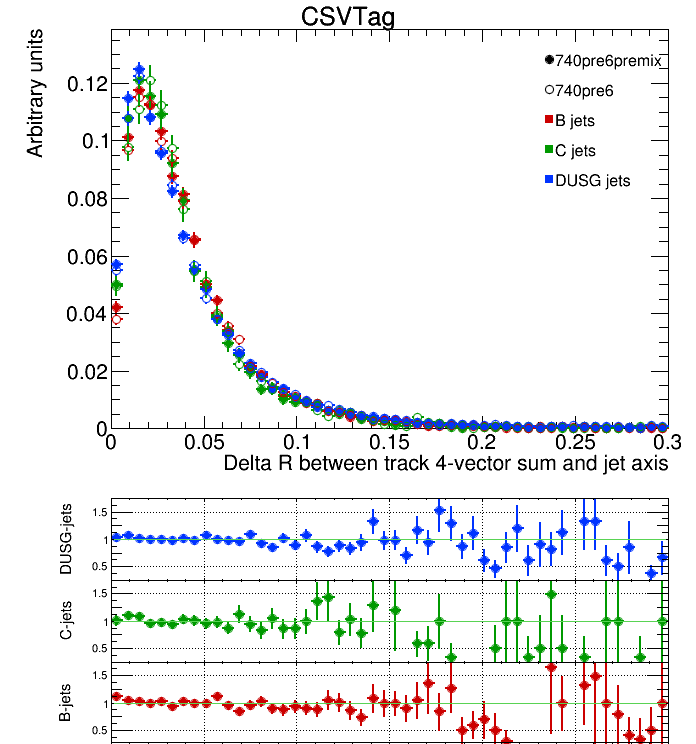 CSVTag
Arbitrary units
0.12
0.1
0.08
0.06
0.04
0.02
0
740pre6premix
740pre6
B jets
C jets
DUSG jets
0 0.05 0.1 0.15 0.2 0.25 0.3
Delta R between track 4-vector sum and jet axis
DUSG-jets
1.5
1
0.5
C-jets
1.5
1
0.5
B-jets
1.5
1
0.5